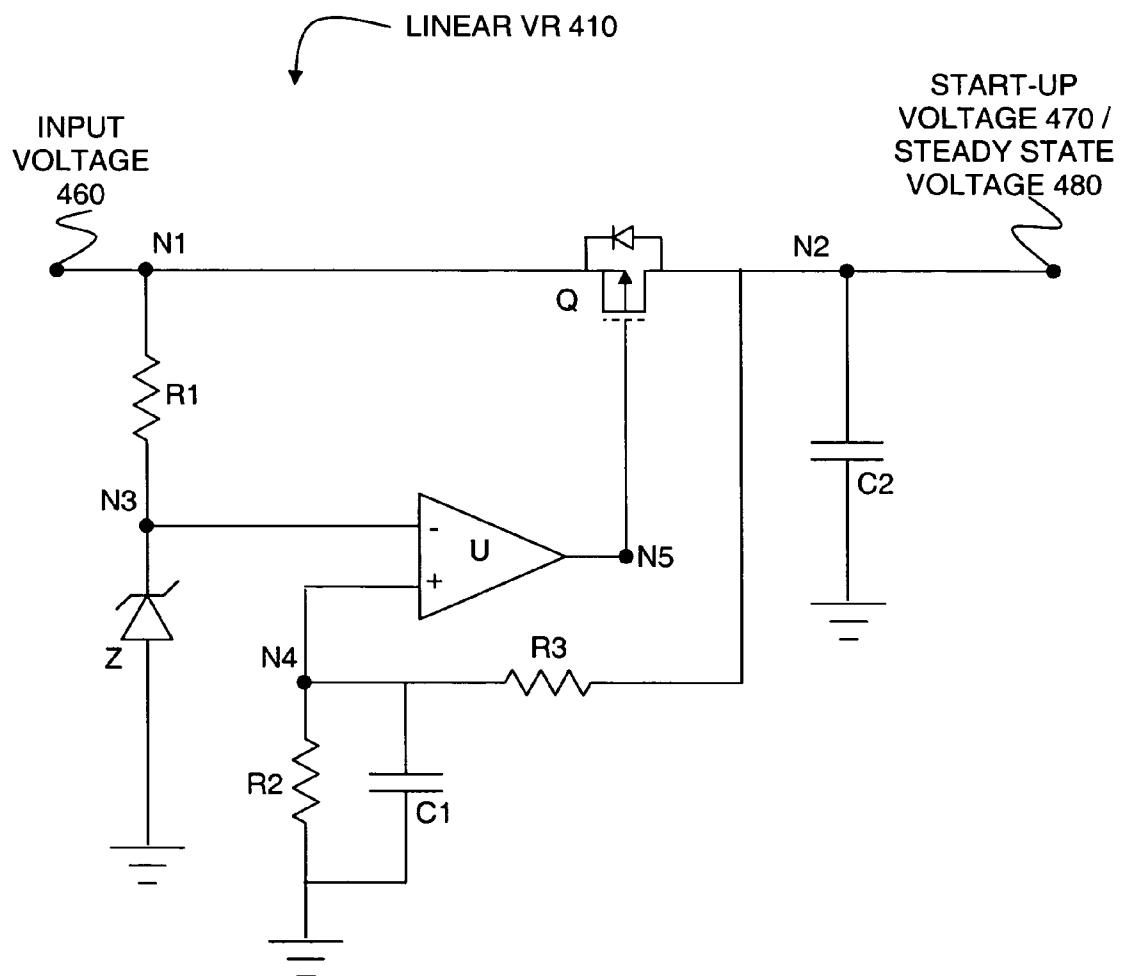 LINEAR VR 410
START-UP
VOLTAGE 470 /
STEADY STATE
VOLTAGE 480
INPUT
VOLTAGE
460
N1
N2
Q
R1
C2
N3
-
U
+
N5
Z
N4
R3
R2
C1